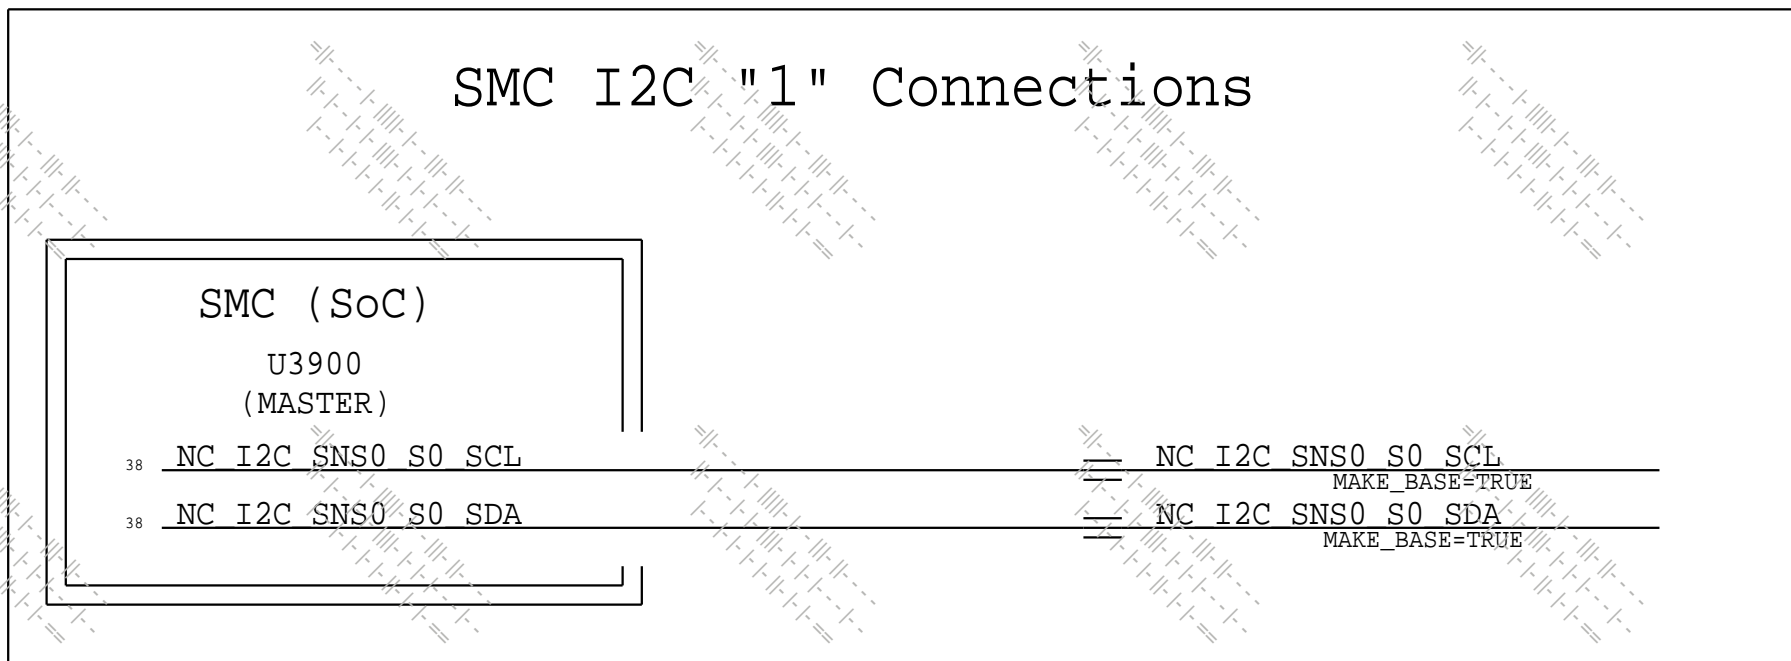 SMC I2C "1" Connections
SMC (SoC)
U3900
(MASTER)
38 NC_I2C_SNS0_S0_SCL NC_I2C_SNS0_S0_SCL
MAKE_BASE=TRUE
38 NC_I2C_SNS0_S0_SDA NC_I2C_SNS0_S0_SDA
MAKE_BASE=TRUE